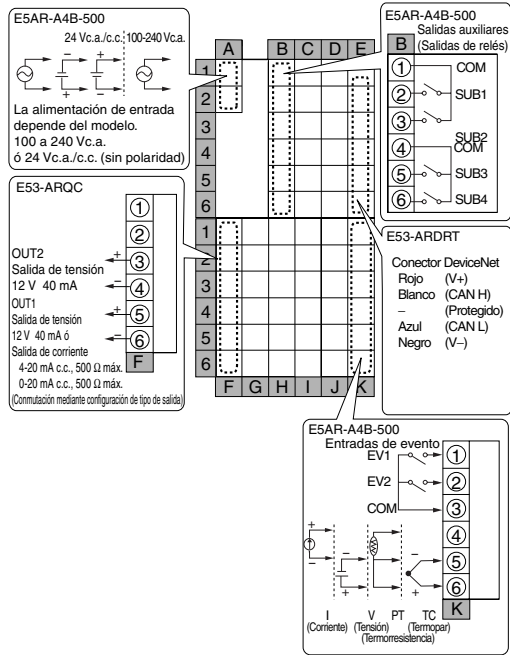 E5AR-A4B-500
24 Vc.a./c.c. 100-240 Vc.a.
La alimentación de entrada
depende del modelo.
100 a 240 Vc.a.
ó 24 Vc.a./c.c. (sin polaridad)
A B C D E
1
2
3
4
5
6
1
2
3
4
5
6
F G H I J K
E5AR-A4B-500
Salidas auxiliares
(Salidas de relés)
B
1 COM
2 SUB1
3
SUB2
4 COM
5 SUB3
6 SUB4
E53-ARQC
1
2
OUT2 + 3
Salida de tensión
12 V 40 mA − 4
OUT1
Salida de tensión + 5
12 V 40 mA ó − 6
Salida de corriente
4-20 mA c.c., 500 Ω máx. F
0-20 mA c.c., 500 Ω máx.
(Conmutación mediante configuración de tipo de salida)
E53-ARDRT
Conector DeviceNet
Rojo (V+)
Blanco (CAN H)
– (Protegido)
Azul (CAN L)
Negro (V–)
E5AR-A4B-500
Entradas de evento
EV1 1
EV2 2
COM 3
4
5
6
I V PT TC K
(Corriente) (Tensión) (Termopar)
(Termorresistencia)